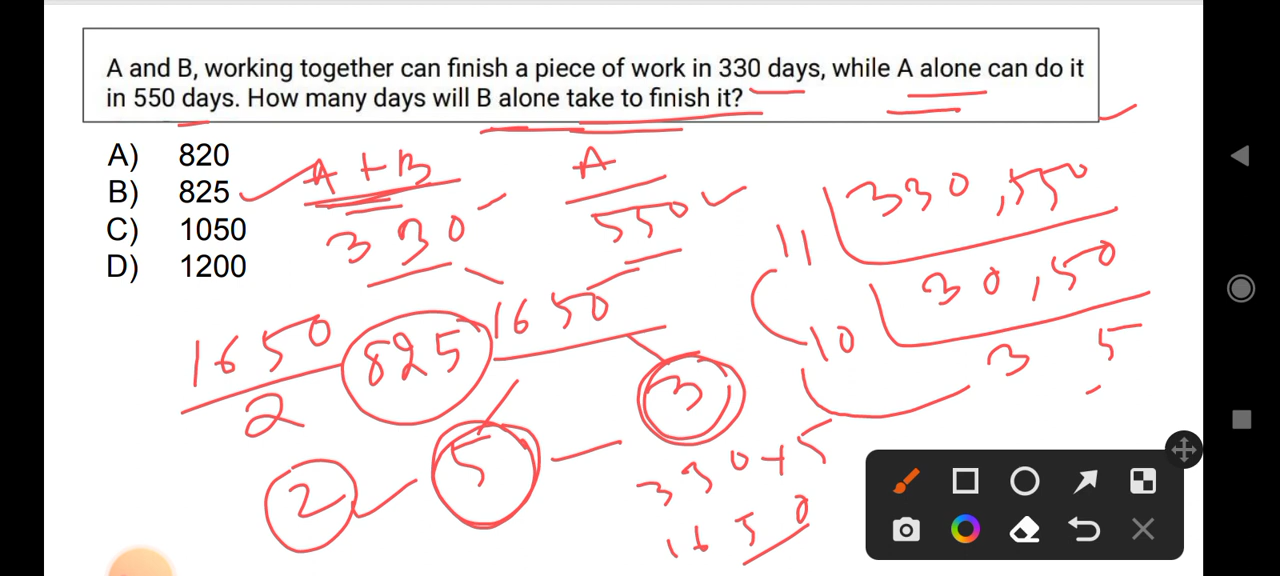 A and B, working together can finish a piece of work in 330 days, while A alone can do it
in 550 days. How many days will B alone take to finish it?
A) 820
B) 825
C) 1050
D) 1200
A + B
330
A
550
11 330, 550
10 30, 50
3 5
1650
1650
2
825
3
2 - 5 -
330 + 5
1650